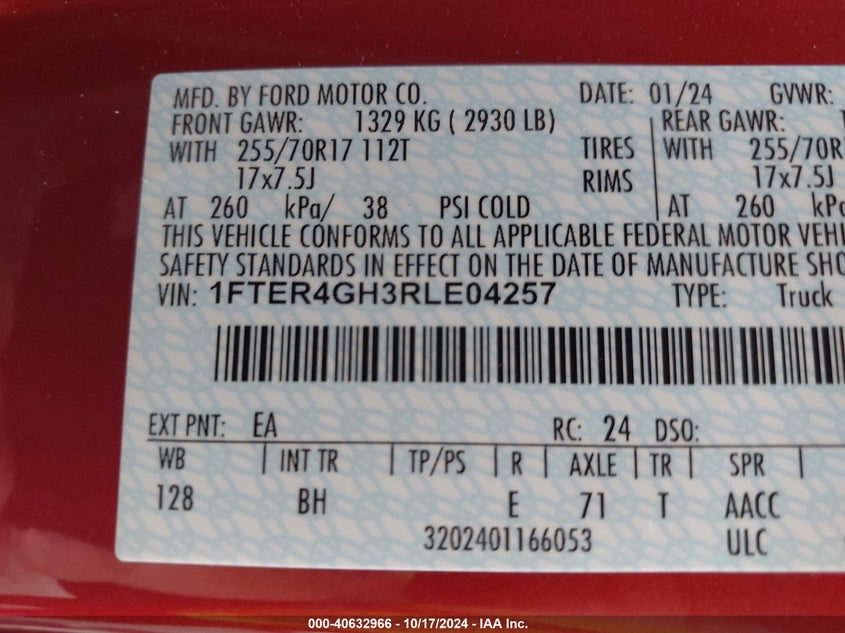 MFD. BY FORD MOTOR CO. DATE: 01/24 GVWR:
FRONT GAWR: 1329 KG ( 2930 LB) REAR GAWR:
WITH 255/70R17 112T TIRES WITH 255/70R
17x7.5J RIMS 17x7.5J
AT 260 kPa/ 38 PSI COLD AT 260 kPa
THIS VEHICLE CONFORMS TO ALL APPLICABLE FEDERAL MOTOR
SAFETY STANDARDS IN EFFECT ON THE DATE OF MANUFACTURE
VIN: 1FTER4GH3RLE04257 TYPE: Truck
EXT PNT: EA RC: 24 DSO:
WB INT TR TP/PS R AXLE TR SPR
128 BH E 71 T AACC
3202401166053 ULC
000-40632966 - 10/17/2024 - IAA Inc.